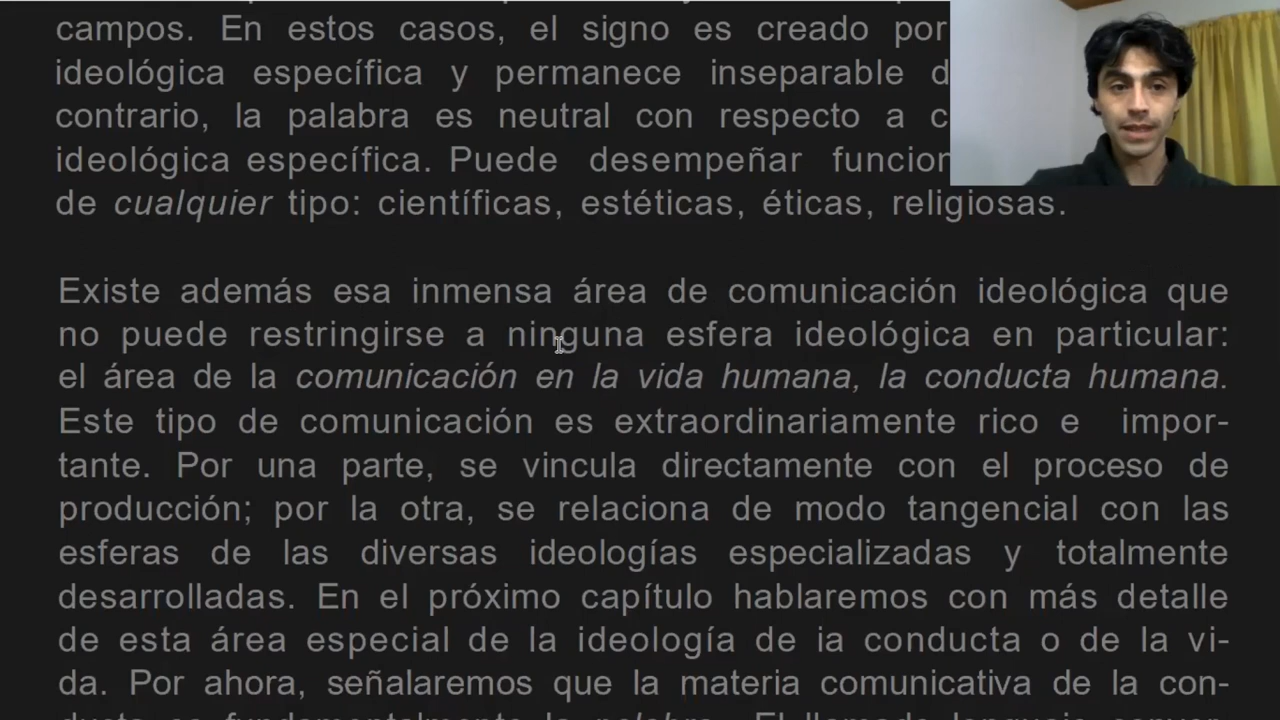 campos. En estos casos, el signo es creado por
ideológica específica y permanece inseparable
contrario, la palabra es neutral con respecto a
ideológica específica. Puede desempeñar
de cualquier tipo: científicas, estéticas, éticas, religiosas.
Existe además esa inmensa área de comunicación ideológica que
no puede restringirse a ninguna esfera ideológica en particular:
el área de la comunicación en la vida humana, la conducta humana.
Este tipo de comunicación es extraordinariamente rico e impor-
tante. Por una parte, se vincula directamente con el proceso de
producción; por la otra, se relaciona de modo tangencial con las
esferas de las diversas ideologías especializadas y totalmente
desarrolladas. En el próximo capítulo hablaremos con más detalle
de esta área especial de la ideología de ia conducta o de la vi-
da. Por ahora, señalaremos que la materia comunicativa de la con-